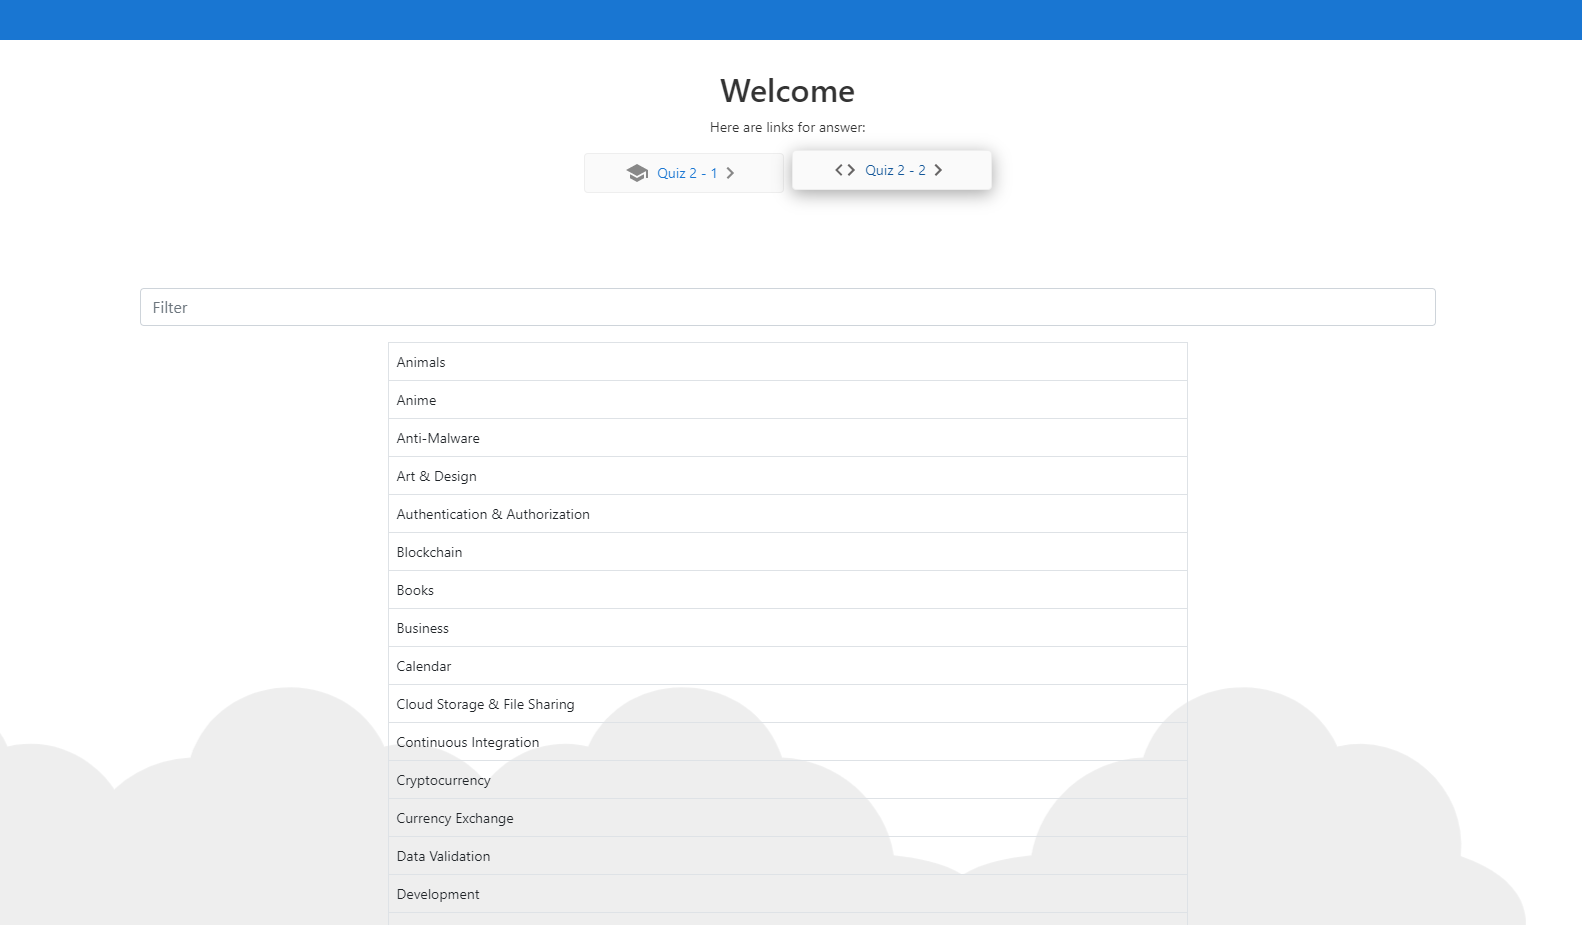 Welcome
Here are links for answer:
Quiz 2 - 1
Quiz 2 - 2
Filter
Animals
Anime
Anti-Malware
Art & Design
Authentication & Authorization
Blockchain
Books
Business
Calendar
Cloud Storage & File Sharing
Continuous Integration
Cryptocurrency
Currency Exchange
Data Validation
Development